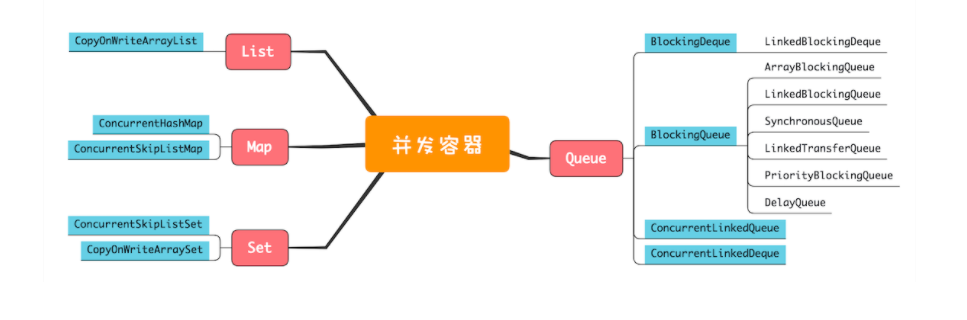 并发容器
List
CopyOnWriteArrayList
Map
ConcurrentHashMap
ConcurrentSkipListMap
Set
ConcurrentSkipListSet
CopyOnWriteArraySet
Queue
BlockingDeque
LinkedBlockingDeque
BlockingQueue
ArrayBlockingQueue
LinkedBlockingQueue
SynchronousQueue
LinkedTransferQueue
PriorityBlockingQueue
DelayQueue
ConcurrentLinkedQueue
ConcurrentLinkedDeque